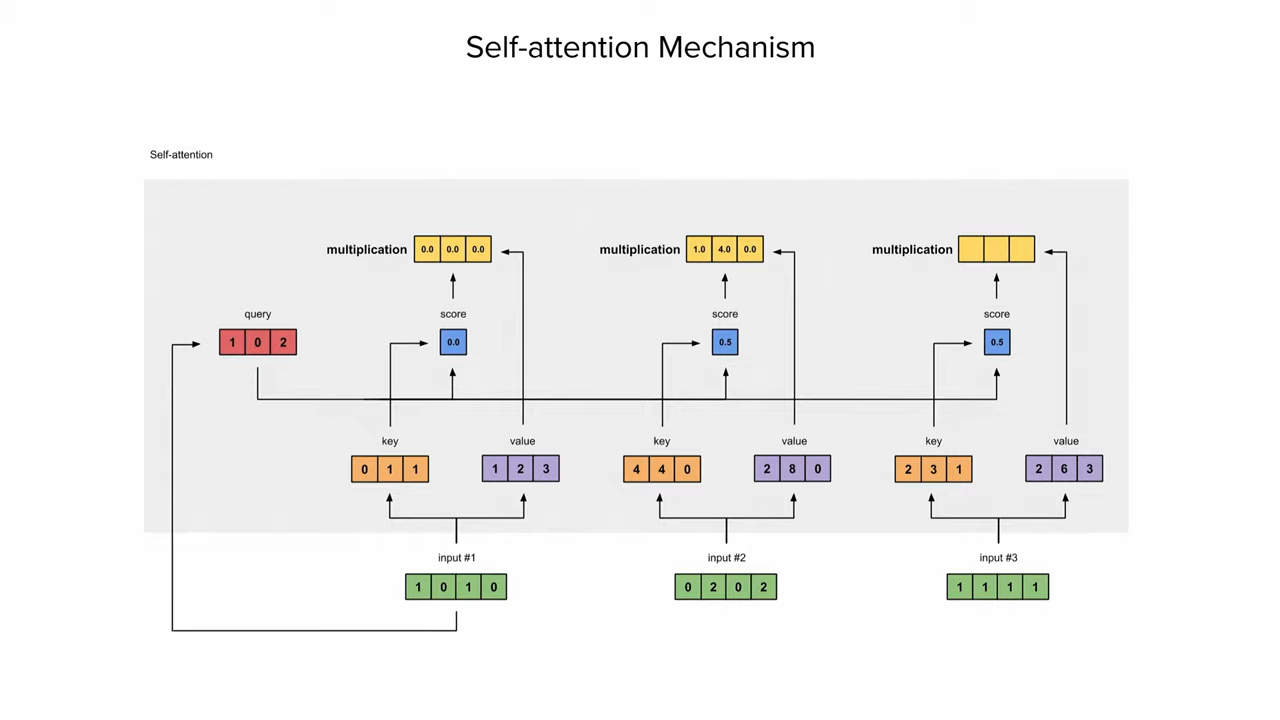 Self-attention Mechanism
Self-attention
multiplication 0.0 0.0 0.0 multiplication 1.0 4.0 0.0 multiplication
query score score score
1 0 2 0.0 0.5 0.5
key value key value key value
0 1 1 1 2 3 4 4 0 2 8 0 2 3 1 2 6 3
input #1 input #2 input #3
1 0 1 0 0 2 0 2 1 1 1 1